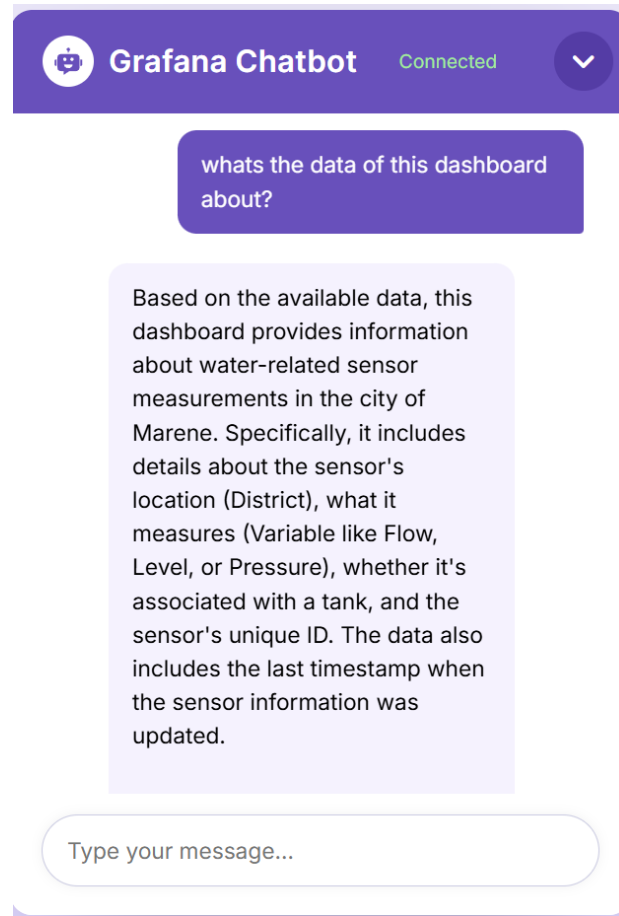 Grafana Chatbot
Connected
whats the data of this dashboard
about?
Based on the available data, this
dashboard provides information
about water-related sensor
measurements in the city of
Marene. Specifically, it includes
details about the sensor's
location (District), what it
measures (Variable like Flow,
Level, or Pressure), whether it's
associated with a tank, and the
sensor's unique ID. The data also
includes the last timestamp when
the sensor information was
updated.
Type your message...